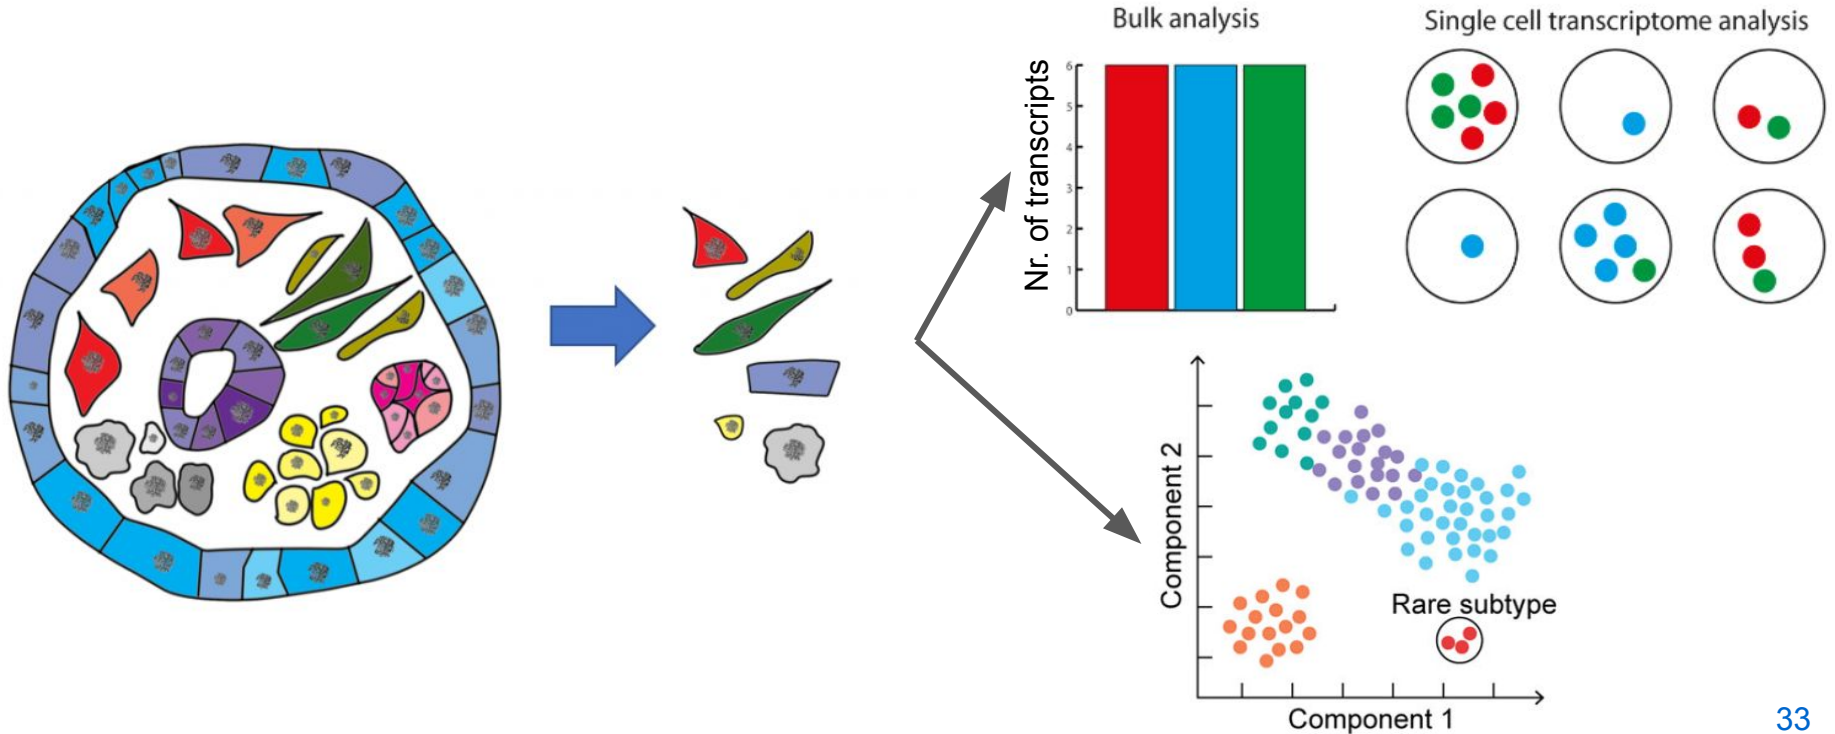 Bulk analysis
Single cell transcriptome analysis
Nr. of transcripts
6
5
4
3
2
1
0
Component 2
Rare subtype
Component 1
33